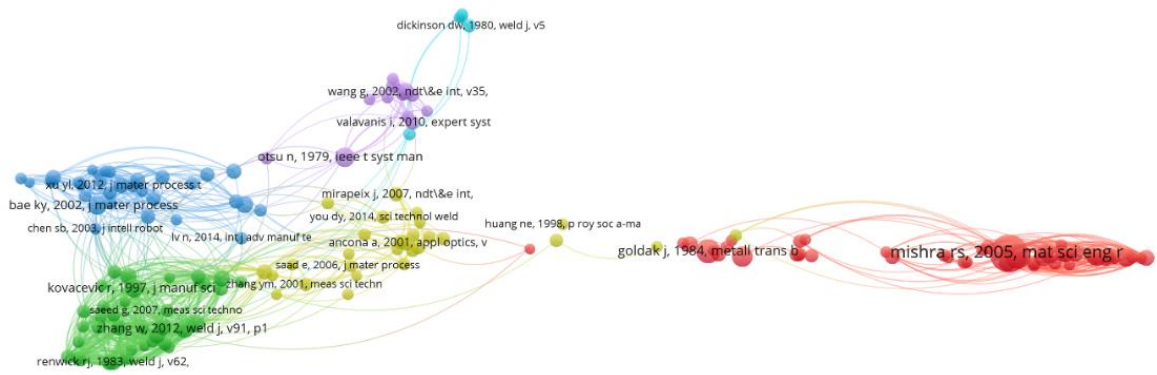 dickinson dw, 1980, weld j, v5
wang g, 2002, ndt\&e int, v35,
valavanis i, 2010, expert syst
otsu n, 1979, ieee t syst man
xu yl, 2012, j mater process t
mirapeix j, 2007, ndt\&e int,
bae ky, 2002, j mater process
you dy, 2014, sci technol weld
huang ne, 1998, p roy soc a-ma
chen sb, 2003, j intell robot
lv n, 2014, int j adv manuf te
ancona a, 2001, appl optics, v
goldak j, 1984, metall trans b,
mishra rs, 2005, mat sci eng r
saad e, 2006, j mater process
zhang ym, 2001, meas sci techn
kovacevic r, 1997, j manuf sci
saeed g, 2007, meas sci techno
zhang w, 2012, weld j, v91, p1
renwick rj, 1983, weld j, v62,